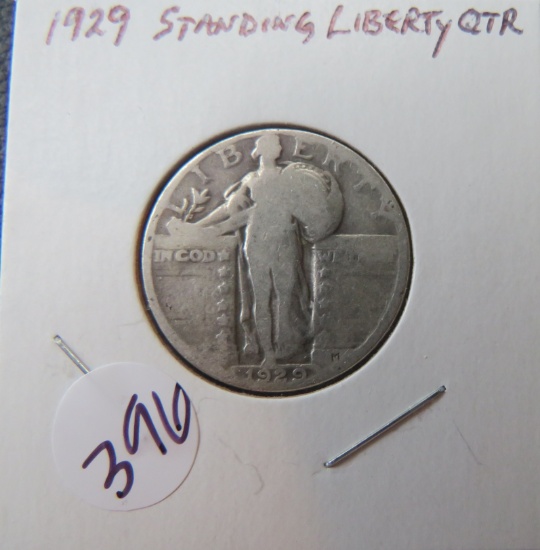 1929 STANDING LIBERTY QTR
LIBERTY
IN GOD WE
M
1929
396